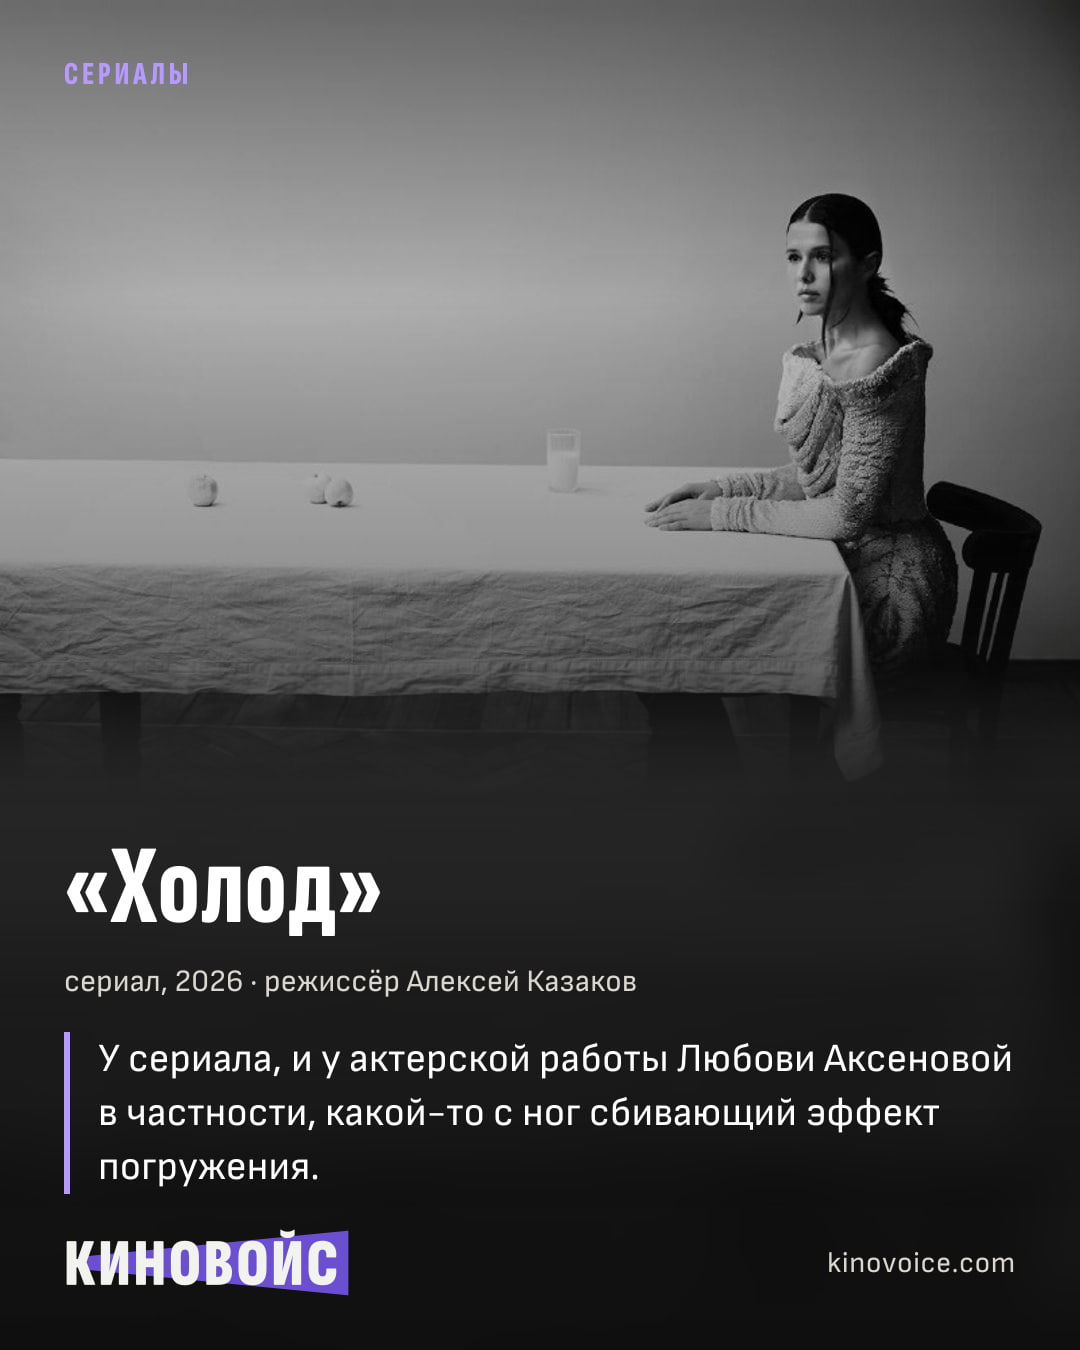 СЕРИАЛЫ
«Холод»
сериал, 2026 · режиссёр Алексей Казаков
У сериала, и у актерской работы Любови Аксеновой
в частности, какой-то с ног сбивающий эффект
погружения.
КИНОВОЙС
kinovoice.com